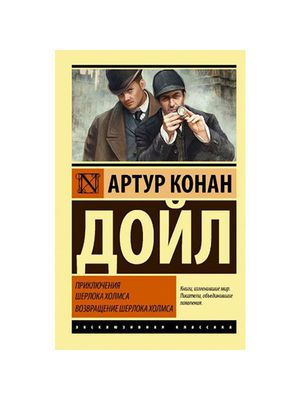 АРТУР КОНАН
ДОЙЛ
ПРИКЛЮЧЕНИЯ
ШЕРЛОКА ХОЛМСА
ВОЗВРАЩЕНИЕ ШЕРЛОКА ХОЛМСА
Книги, изменившие мир.
Писатели, объединившие
поколения.
ЭКСКЛЮЗИВНАЯ КЛАССИКА